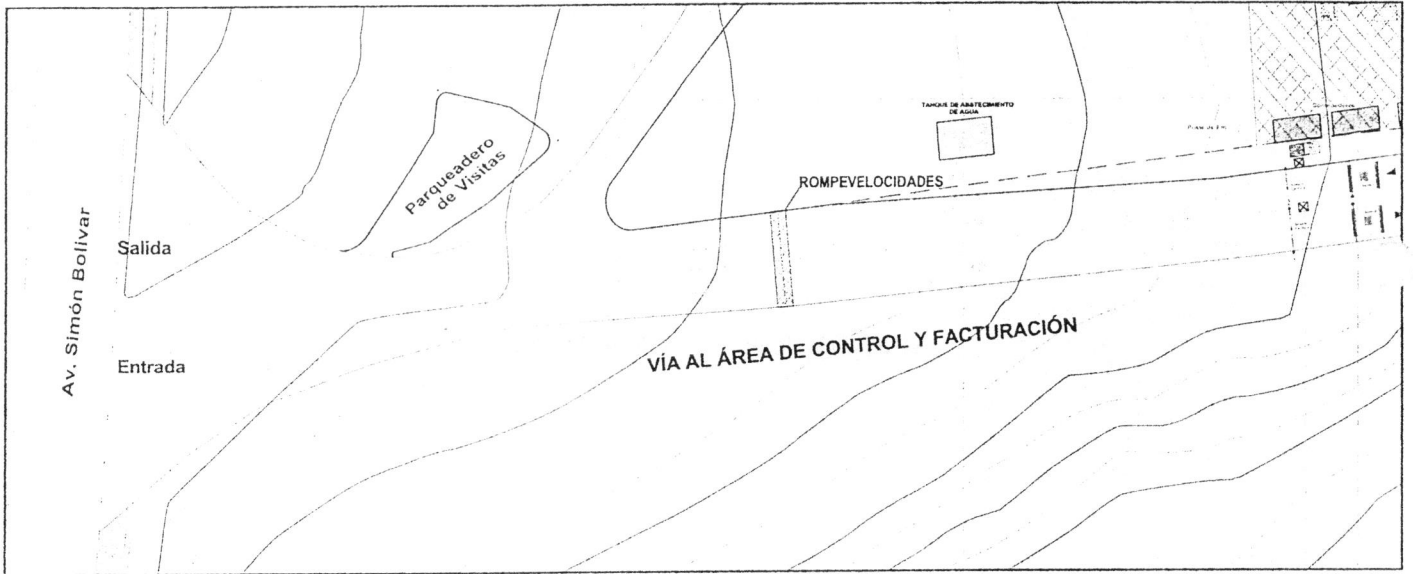 TANQUE DE ABASTECIMIENTO
DE AGUA
Parqueadero
de Visitas
ROMPEVELOCIDADES
Av. Simón Bolivar
Salida
Entrada
VÍA AL ÁREA DE CONTROL Y FACTURACIÓN